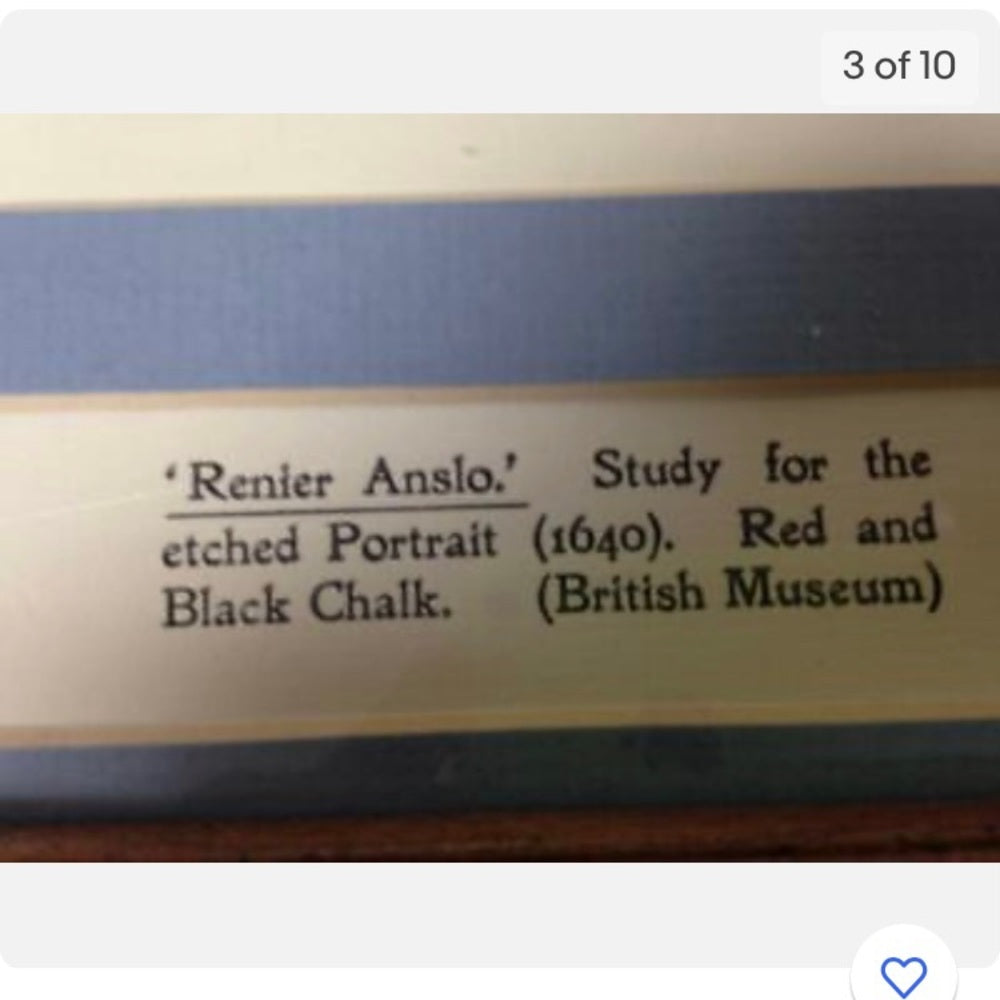 3 of 10
‘Renier Anslo.’ Study for the
etched Portrait (1640). Red and
Black Chalk. (British Museum)